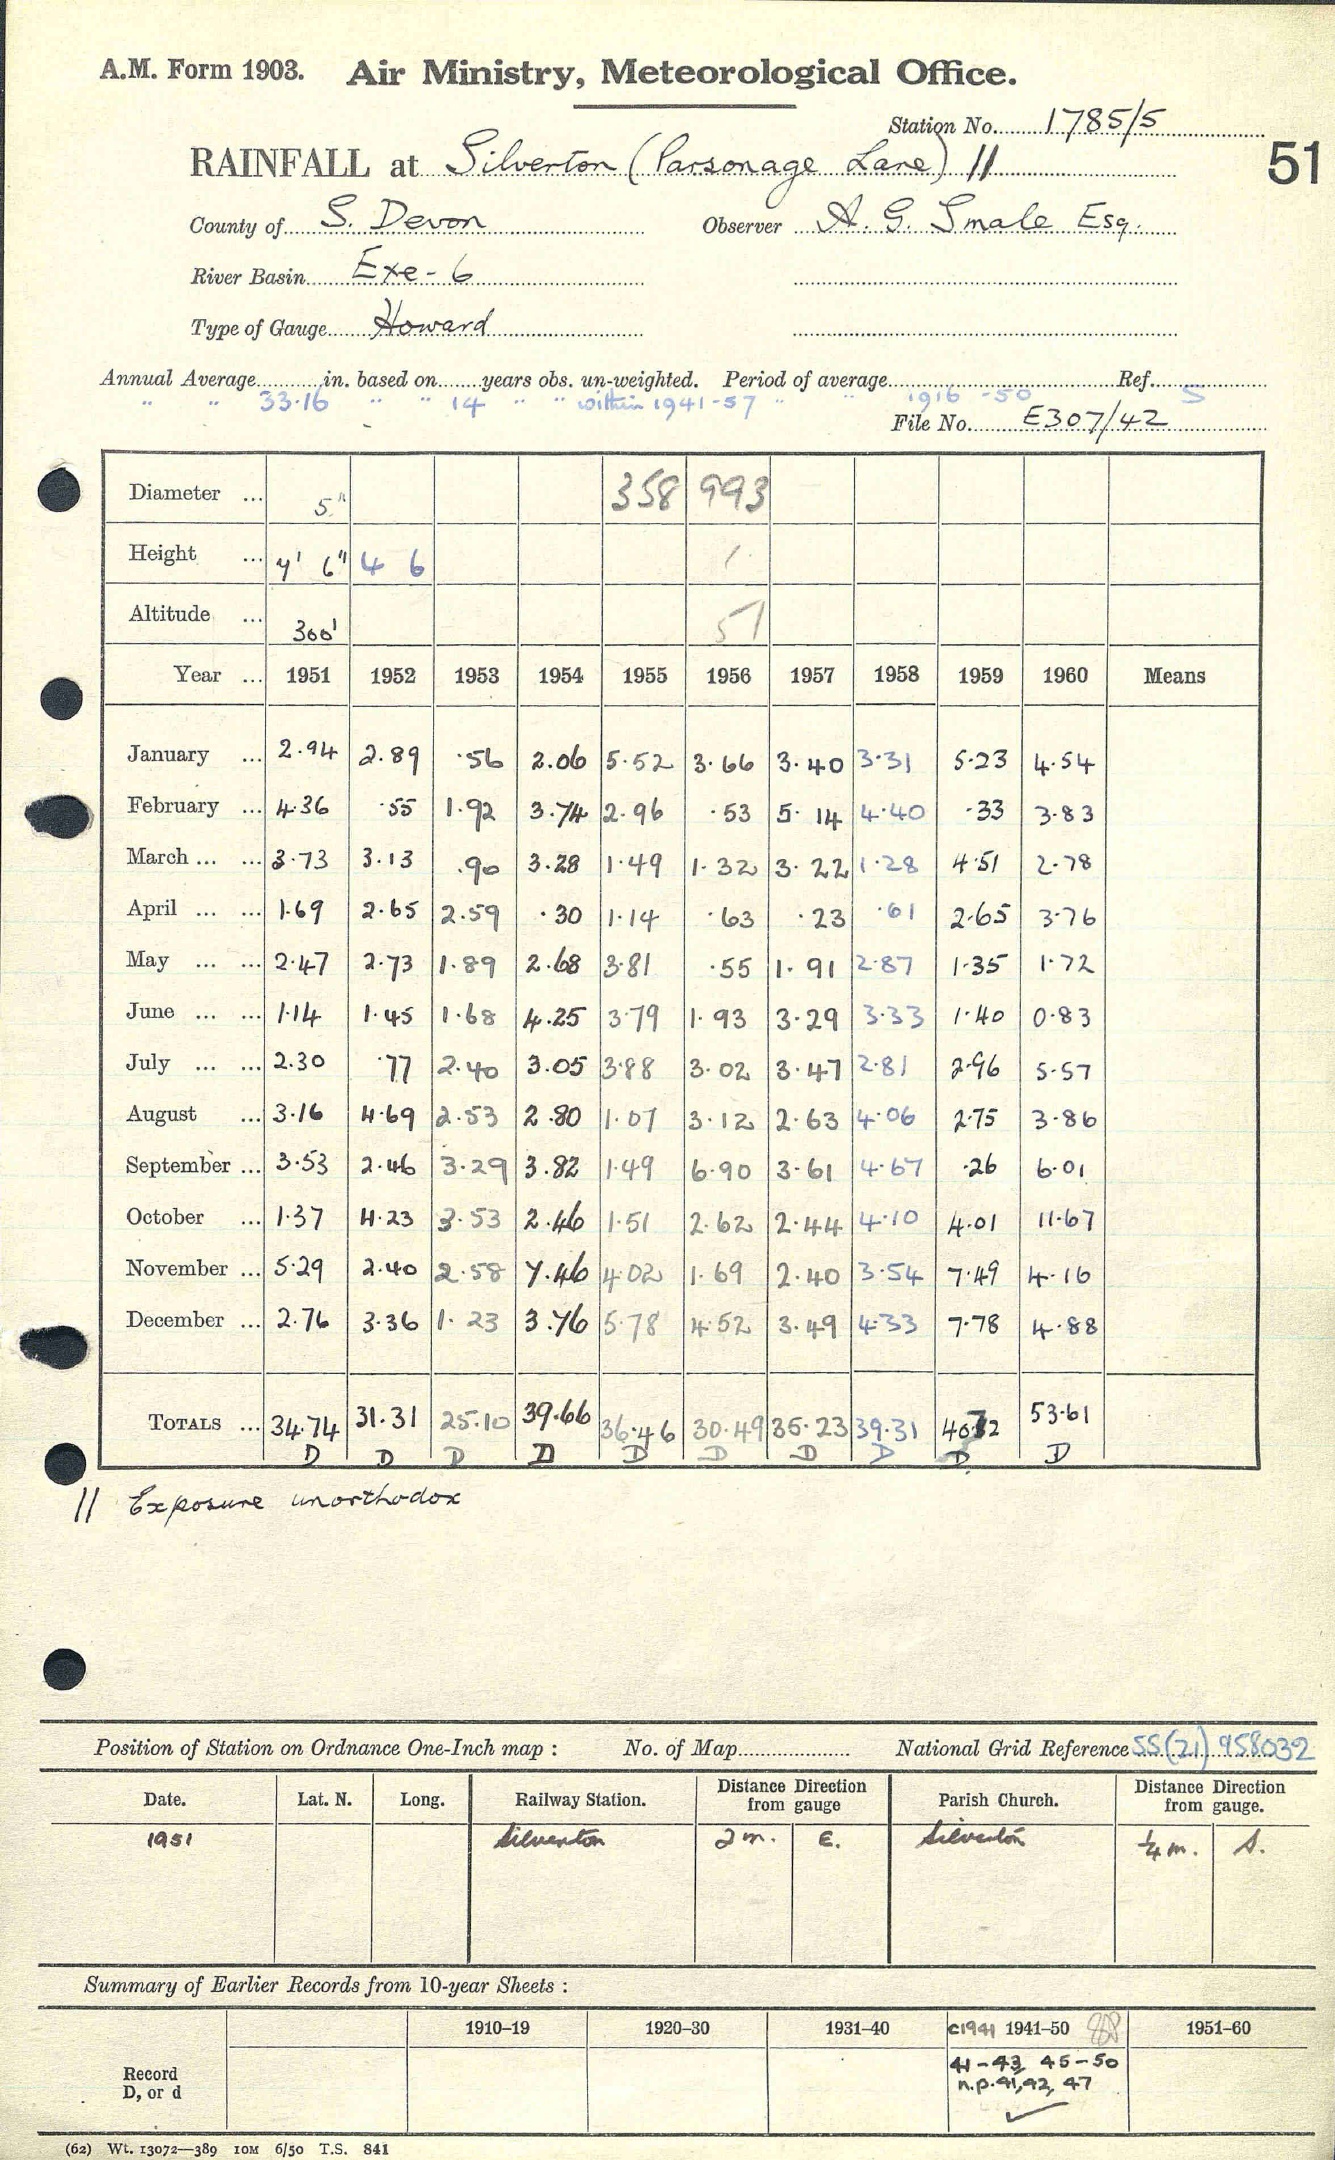 A.M. Form 1903. Air Ministry, Meteorological Office.
Station No. 1785/5
RAINFALL at Silverton (Parsonage Lane) || 51
County of S. Devon Observer A. G. Smale Esq.
River Basin Exe - 6
Type of Gauge Howard
Annual Average in. based on years obs. un-weighted. Period of average Ref.
" " 33.16 " " 14 " " within 1941-57 " " 1916-50 5
File No. E307/42
Diameter ... 5" 358 993
Height ... 4' 6" 4 6 1
Altitude ... 300' 51
Year ... 1951 1952 1953 1954 1955 1956 1957 1958 1959 1960 Means
January ... 2.94 2.89 .56 2.06 5.52 3.66 3.40 3.31 5.23 4.54
February ... 4.36 .55 1.92 3.74 2.96 .53 5.14 4.40 .33 3.83
March ... ... 3.73 3.13 .90 3.28 1.49 1.32 3.22 1.28 4.51 2.78
April ... ... 1.69 2.65 2.59 .30 1.14 .63 .23 .61 2.65 3.76
May ... ... 2.47 2.73 1.89 2.68 3.81 .55 1.91 2.87 1.35 1.72
June ... ... 1.14 1.45 1.68 4.25 3.79 1.93 3.29 3.33 1.40 0.83
July ... ... 2.30 .77 2.40 3.05 3.88 3.02 3.47 2.81 2.96 5.57
August ... 3.16 4.69 2.53 2.80 1.07 3.12 2.63 4.06 2.75 3.86
September ... 3.53 2.46 3.29 3.82 1.49 6.90 3.61 4.67 .26 6.01
October ... 1.37 4.23 3.53 2.46 1.51 2.62 2.44 4.10 4.01 11.67
November ... 5.29 2.40 2.58 7.46 4.02 1.69 2.40 3.54 7.49 4.16
December ... 2.76 3.36 1.23 3.76 5.78 4.52 3.49 4.33 7.78 4.88
TOTALS ... 34.74 31.31 25.10 39.66 36.46 30.49 35.23 39.31 40.72 53.61
D D D D D D D D D D
|| Exposure unorthodox
Position of Station on Ordnance One-Inch map : No. of Map National Grid Reference SS(21) 958032
Date. Lat. N. Long. Railway Station. Distance Direction from gauge Parish Church. Distance Direction from gauge.
1951 Silverton 2 m. E. Silverton ¼ m. S.
Summary of Earlier Records from 10-year Sheets :
1910–19 1920–30 1931–40 c1941 1941–50 1951–60
Record D, or d 41-43, 45-50
n.p. 41, 42, 47
(62) Wt. 13072—389 10M 6/50 T.S. 841